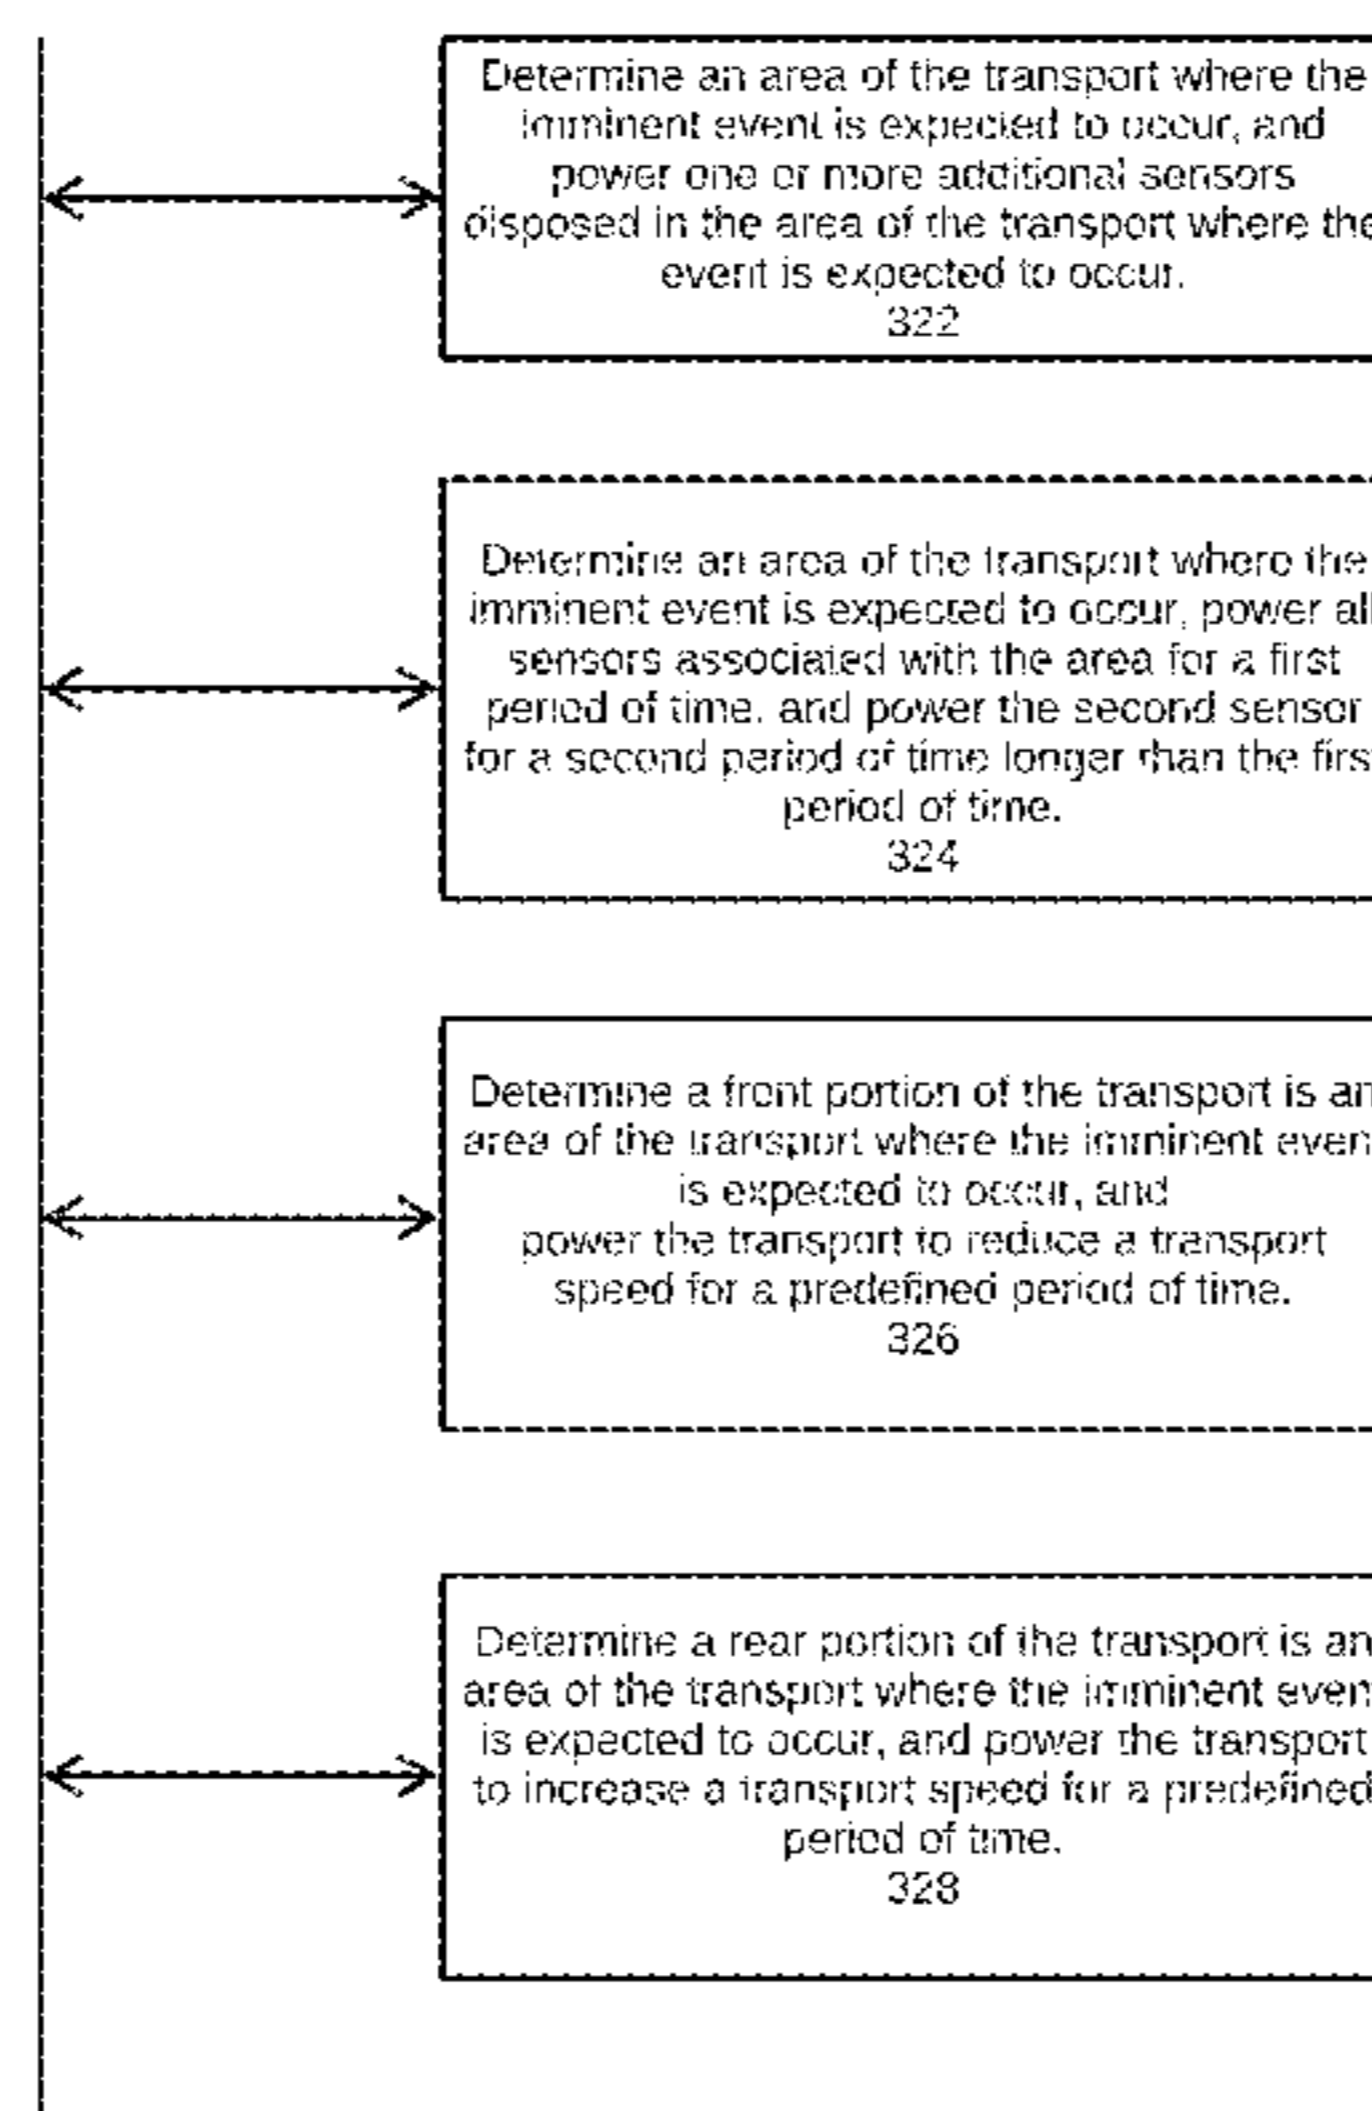 Determine an area of the transport where the
imminent event is expected to occur, and
power one or more additional sensors
disposed in the area of the transport where the
event is expected to occur.
322
Determine an area of the transport where the
imminent event is expected to occur, power all
sensors associated with the area for a first
period of time, and power the second sensor
for a second period of time longer than the first
period of time.
324
Determine a front portion of the transport is an
area of the transport where the imminent even
is expected to occur, and
power the transport to reduce a transport
speed for a predefined period of time.
326
Determine a rear portion of the transport is an
area of the transport where the imminent even
is expected to occur, and power the transport
to increase a transport speed for a predefined
period of time.
328